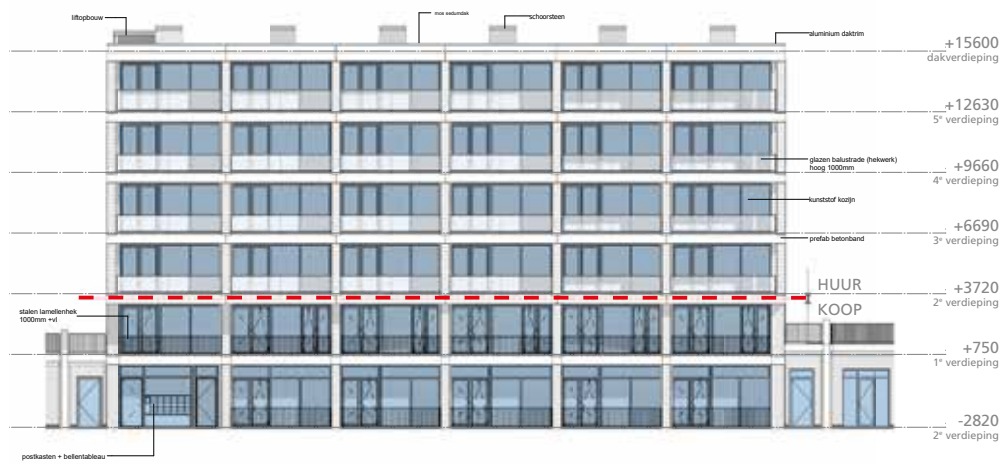 liftopbouw
mos sedumdak
schoorsteen
aluminium daktrim
+15600
dakverdieping
+12630
5e verdieping
+9660
4e verdieping
glazen balustrade (hekwerk)
hoog 1000mm
kunststof kozijn
+6690
3e verdieping
prefab betonband
+3720
2e verdieping
HUUR
KOOP
stalen lamellenhek
1000mm +vl
+750
1e verdieping
-2820
2e verdieping
postkasten + bellentableau